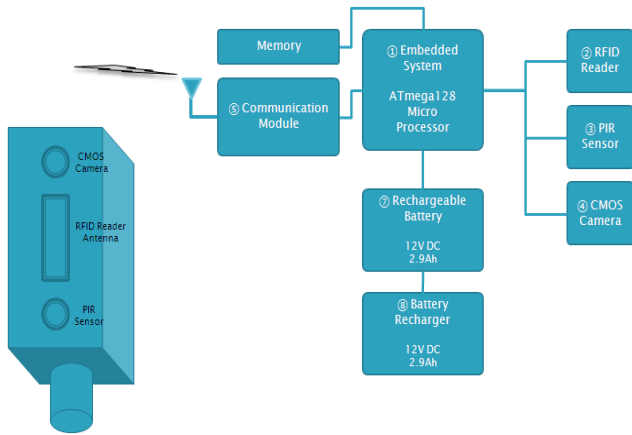 Memory
① Embedded
System
ATmega128
Micro
Processor
② RFID
Reader
⑤ Communication
Module
③ PIR
Sensor
CMOS
Camera
⑦ Rechargeable
Battery
12V DC
2.9Ah
④ CMOS
Camera
RFID Reader
Antenna
PIR
Sensor
⑧ Battery
Recharger
12V DC
2.9Ah